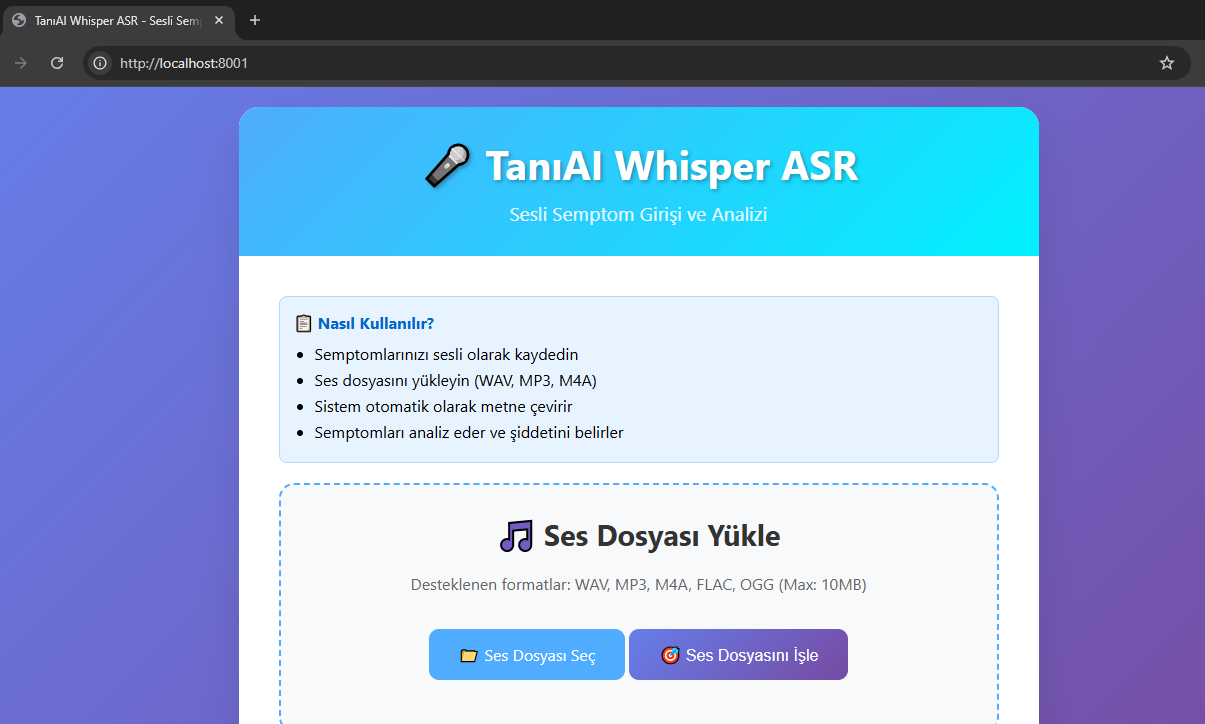 TanıAI Whisper ASR - Sesli Sem
http://localhost:8001
TanıAI Whisper ASR
Sesli Semptom Girişi ve Analizi
Nasıl Kullanılır?
Semptomlarınızı sesli olarak kaydedin
Ses dosyasını yükleyin (WAV, MP3, M4A)
Sistem otomatik olarak metne çevirir
Semptomları analiz eder ve şiddetini belirler
Ses Dosyası Yükle
Desteklenen formatlar: WAV, MP3, M4A, FLAC, OGG (Max: 10MB)
Ses Dosyası Seç
Ses Dosyasını İşle